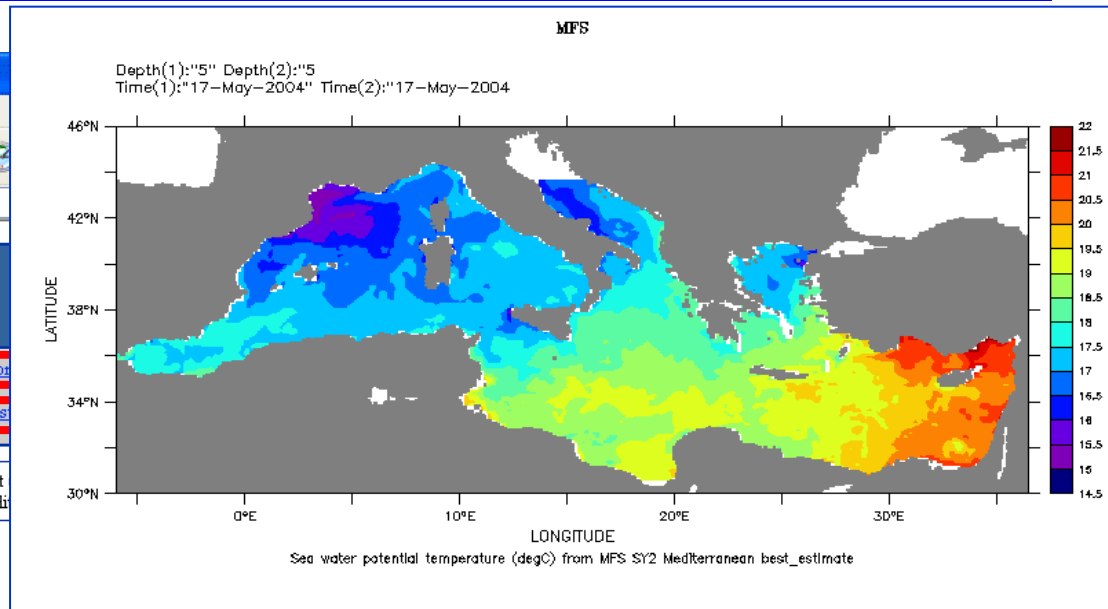 MFS
Depth(1):"5" Depth(2):"5
Time(1):"17-May-2004" Time(2):"17-May-2004
46°N
42°N
38°N
34°N
30°N
LATITUDE
0°E 10°E 20°E 30°E
LONGITUDE
22
21.5
21
20.5
20
19.5
19
18.5
18
17.5
17
16.5
16
15.5
15
14.5
Sea water potential temperature (degC) from MFS SY2 Mediterranean best_estimate